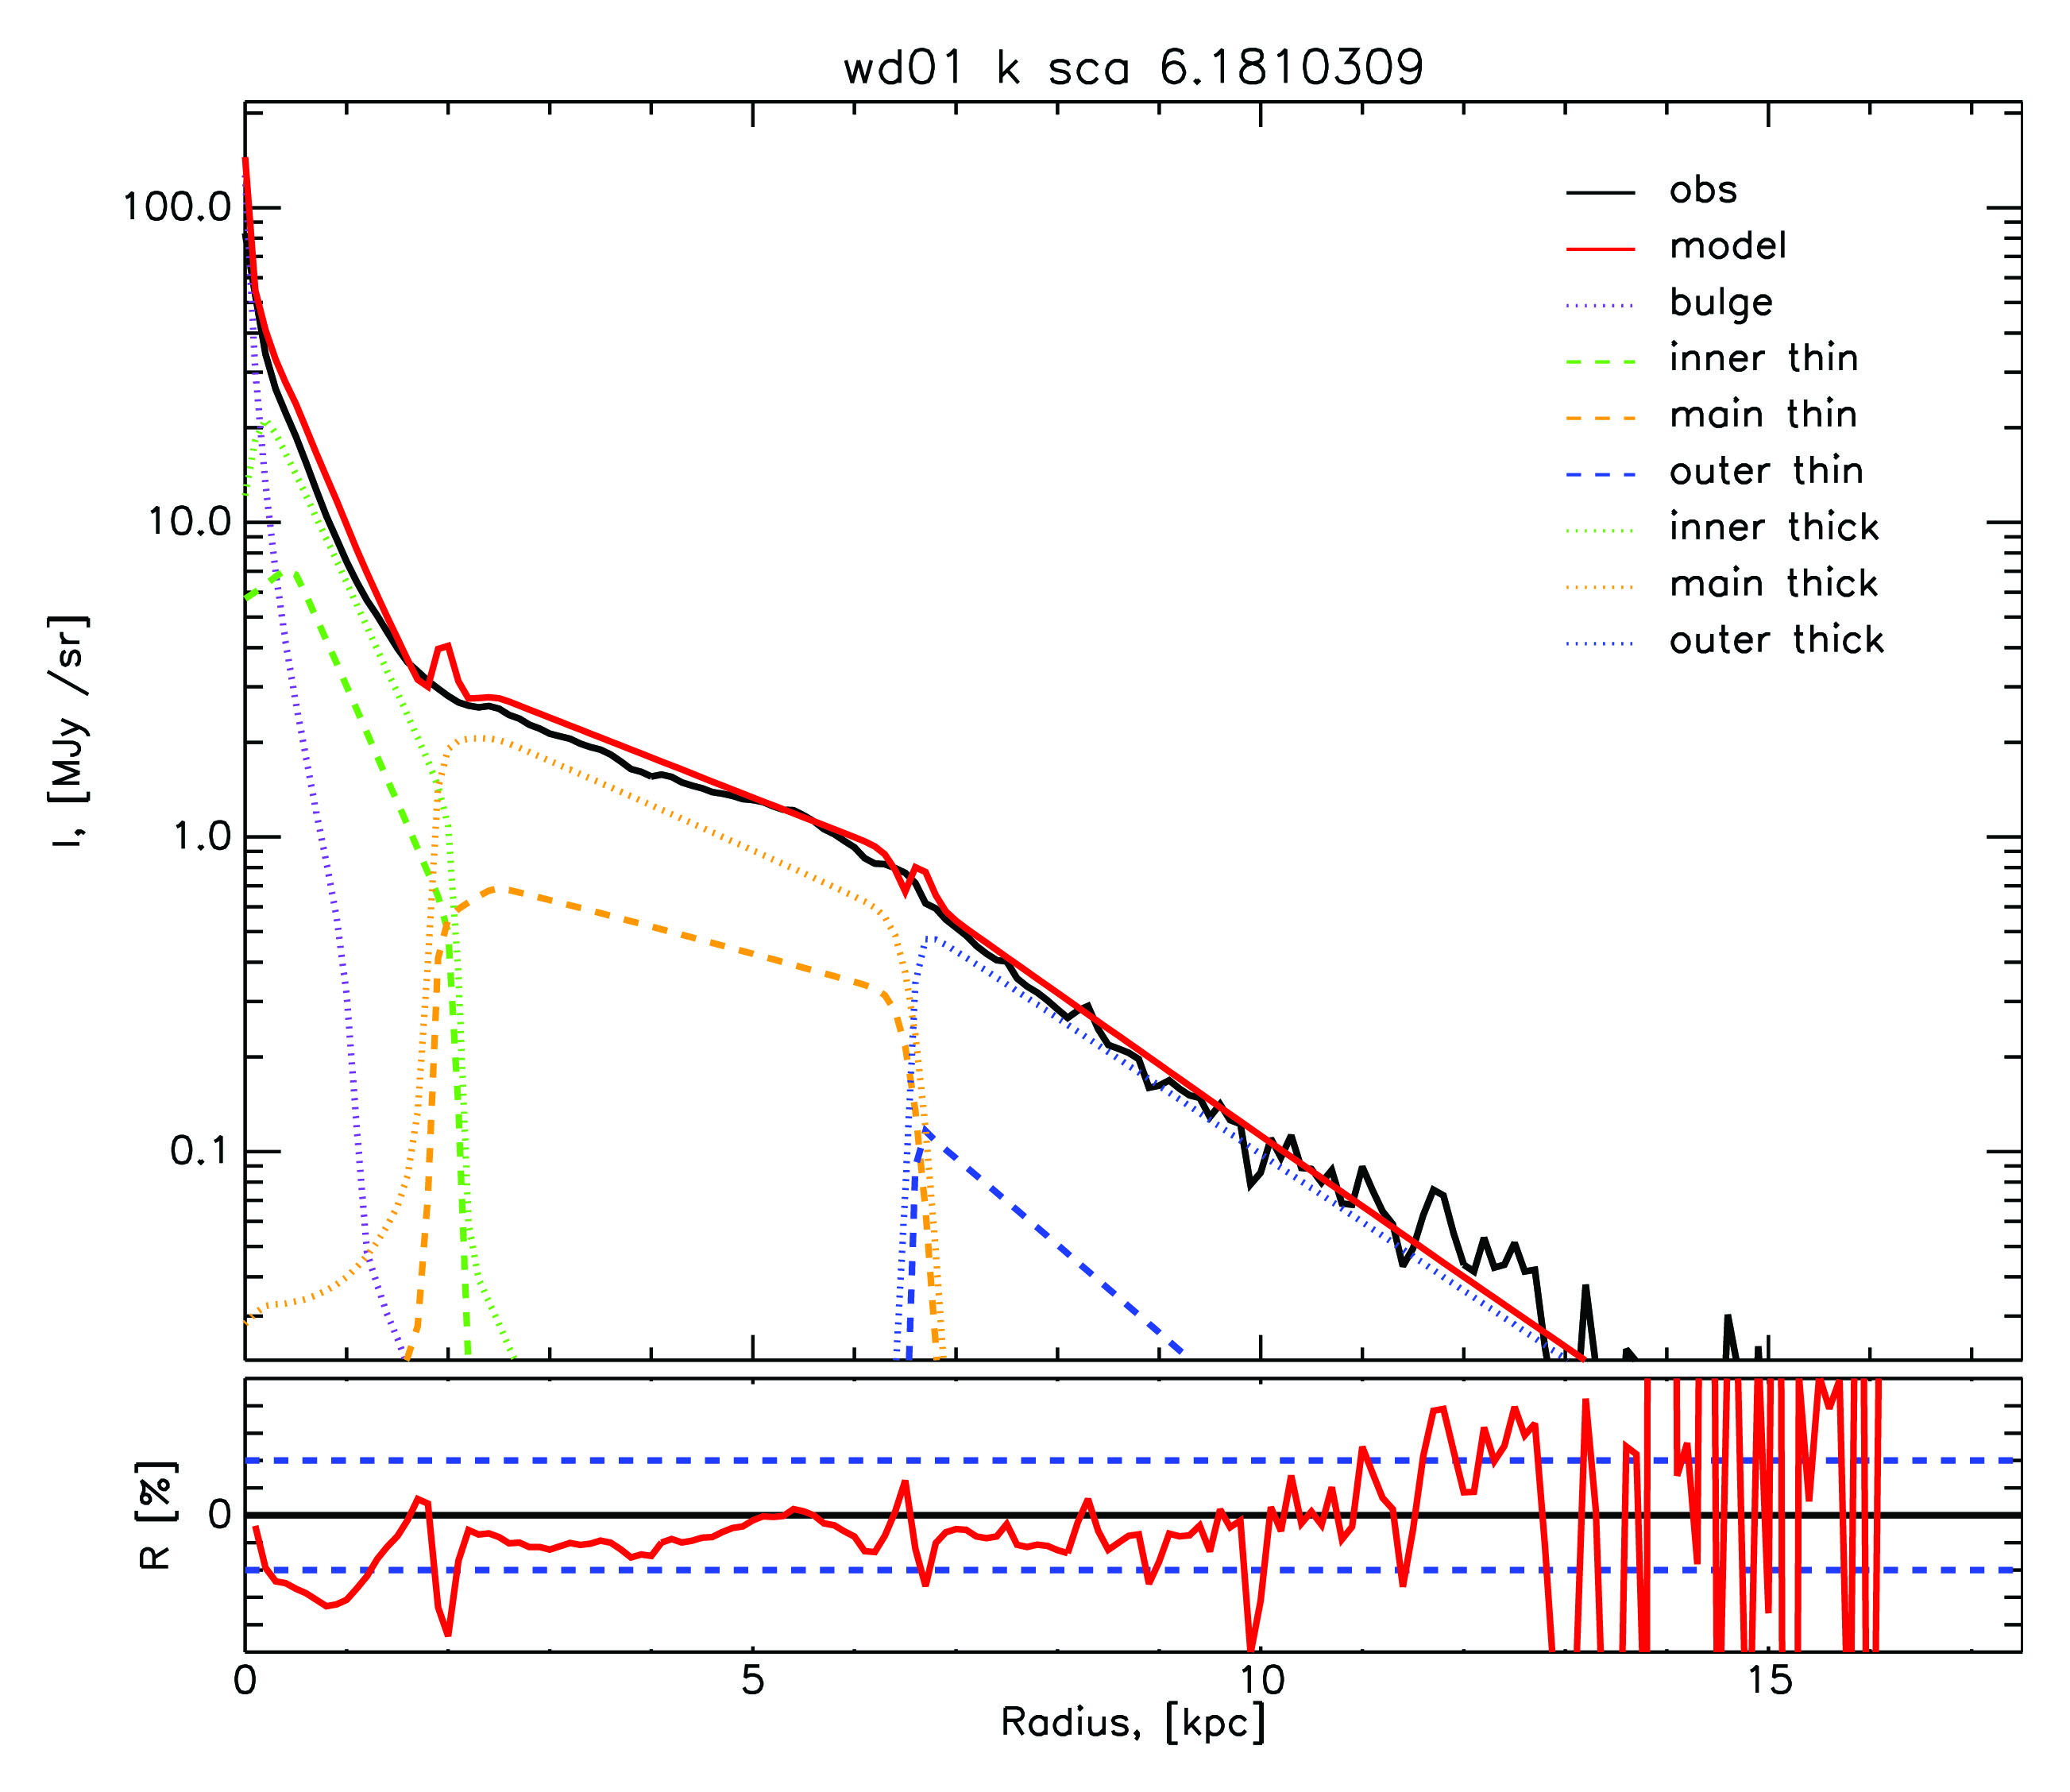 wd01 k sca 6.1810309
100.0
10.0
1.0
0.1
I, [MJy /sr]
obs
model
bulge
inner thin
main thin
outer thin
inner thick
main thick
outer thick
R [%]
0
0 5 10 15
Radius, [kpc]